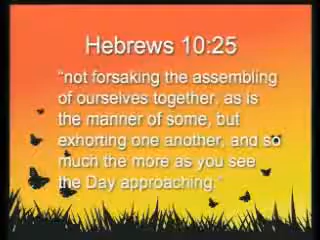 Hebrews 10:25
“not forsaking the assembling
of ourselves together, as is
the manner of some, but
exhorting one another, and so
much the more as you see
the Day approaching.”